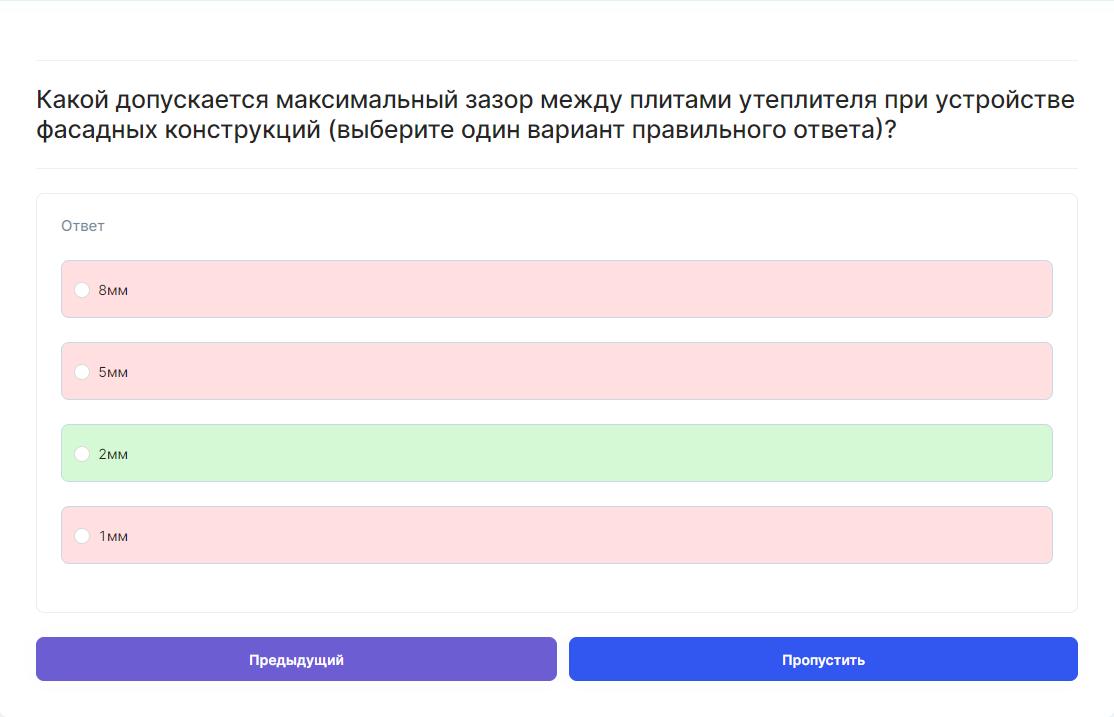 Какой допускается максимальный зазор между плитами утеплителя при устройстве
фасадных конструкций (выберите один вариант правильного ответа)?
Ответ
8мм
5мм
2мм
1мм
Предыдущий
Пропустить